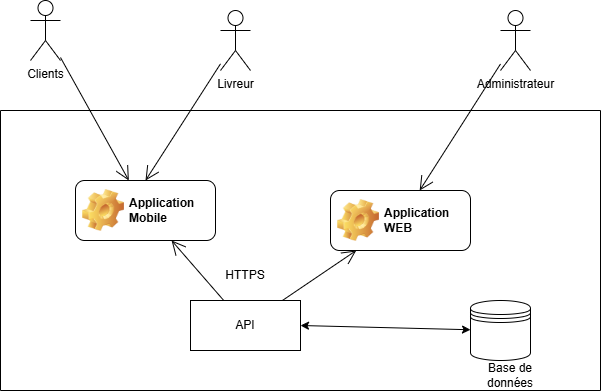 Clients
Livreur
Administrateur
Application
Mobile
Application
WEB
HTTPS
API
Base de
données